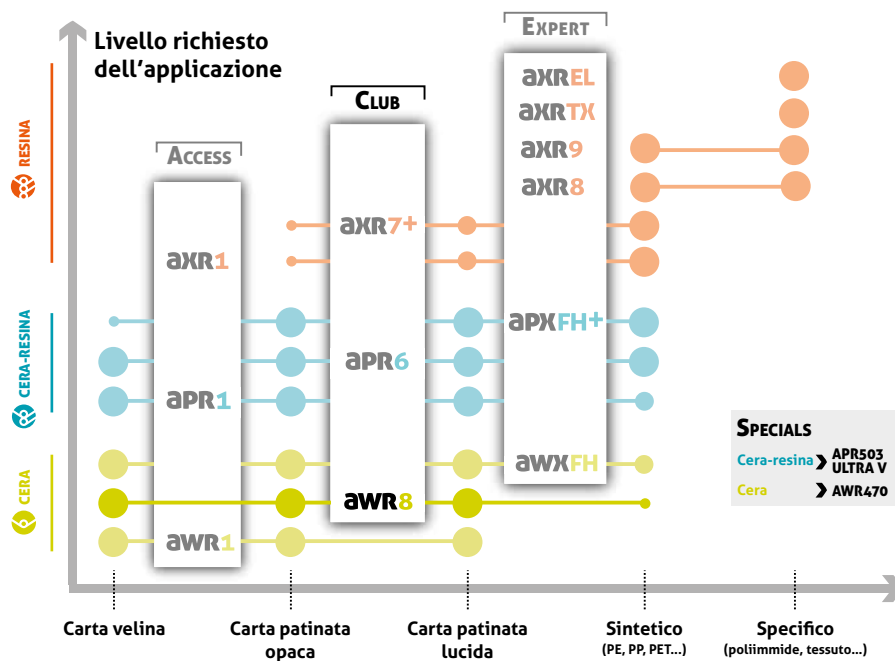 Livello richiesto
dell'applicazione
ACCESS
CLUB
EXPERT
RESINA
CERA-RESINA
CERA
aXREL
aXRTX
aXR9
aXR8
aXR7+
aXR1
aPXFH+
aPR6
aPR1
aWXFH
aWR8
aWR1
SPECIALS
Cera-resina APR503
ULTRA V
Cera AWR470
Carta velina
Carta patinata
opaca
Carta patinata
lucida
Sintetico
(PE, PP, PET...)
Specifico
(poliimmide, tessuto...)